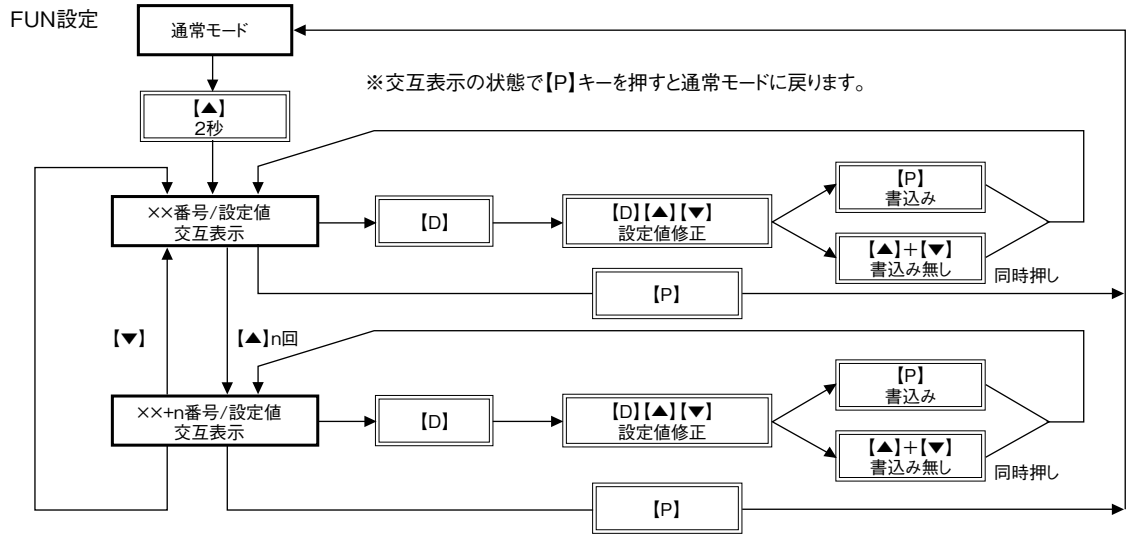 FUN設定
通常モード
※交互表示の状態で【P】キーを押すと通常モードに戻ります。
【▲】
2秒
××番号/設定値
交互表示
【D】
【D】【▲】【▼】
設定値修正
【P】
書込み
【▲】+【▼】
書込み無し
同時押し
【P】
【▼】
【▲】n回
××+n番号/設定値
交互表示
【D】
【D】【▲】【▼】
設定値修正
【P】
書込み
【▲】+【▼】
書込み無し
同時押し
【P】